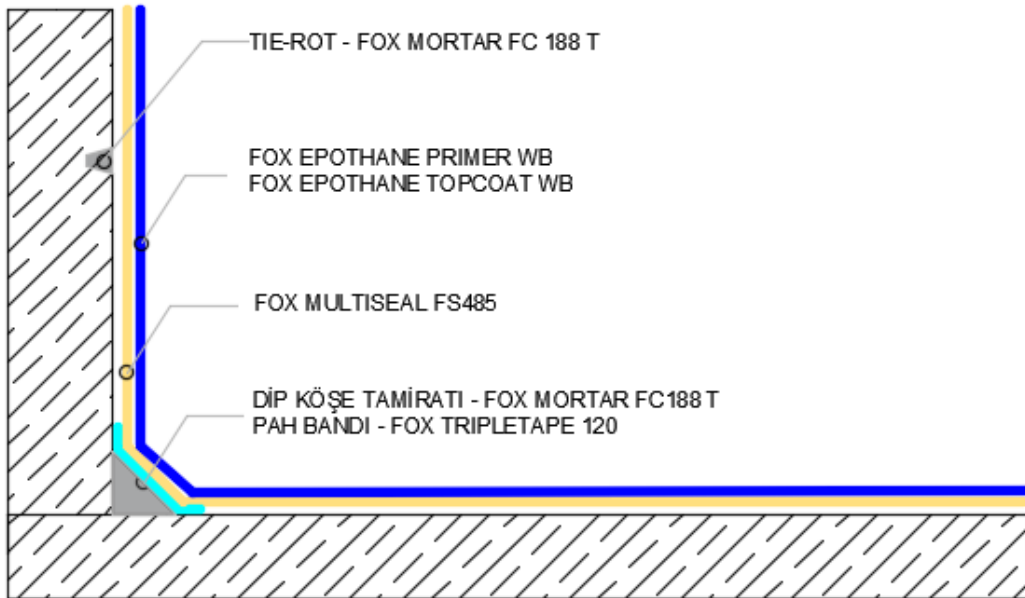 TIE-ROT - FOX MORTAR FC 188 T
FOX EPOTHANE PRIMER WB
FOX EPOTHANE TOPCOAT WB
FOX MULTISEAL FS485
DİP KÖŞE TAMİRATI - FOX MORTAR FC188 T
PAH BANDI - FOX TRIPLETAPE 120